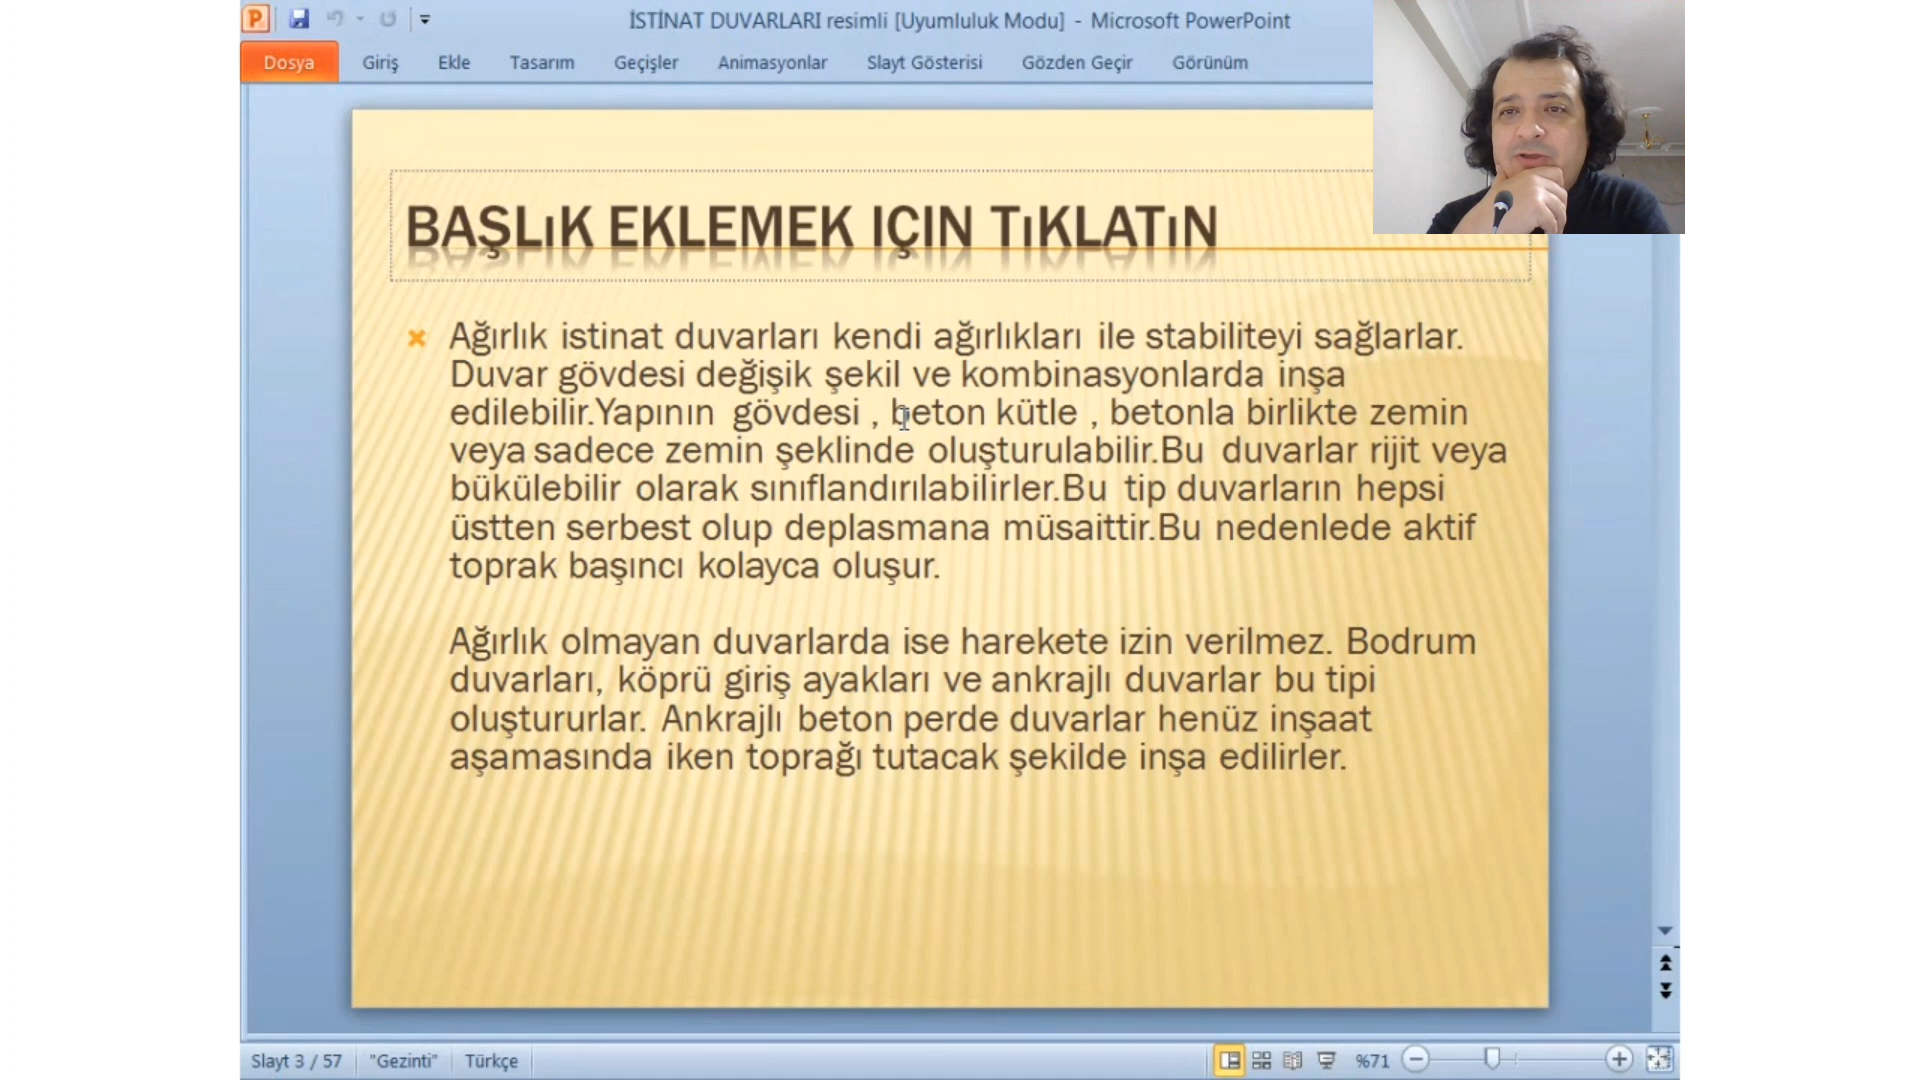 İSTİNAT DUVARLARI resimli [Uyumluluk Modu] - Microsoft PowerPoint
Dosya Giriş Ekle Tasarım Geçişler Animasyonlar Slayt Gösterisi Gözden Geçir Görünüm
BAŞLıK EKLEMEK IÇIN TıKLATıN
Ağırlık istinat duvarları kendi ağırlıkları ile stabiliteyi sağlarlar.
Duvar gövdesi değişik şekil ve kombinasyonlarda inşa
edilebilir.Yapının gövdesi , beton kütle , betonla birlikte zemin
veya sadece zemin şeklinde oluşturulabilir.Bu duvarlar rijit veya
bükülebilir olarak sınıflandırılabilirler.Bu tip duvarların hepsi
üstten serbest olup deplasmana müsaittir.Bu nedenlede aktif
toprak başıncı kolayca oluşur.
Ağırlık olmayan duvarlarda ise harekete izin verilmez. Bodrum
duvarları, köprü giriş ayakları ve ankrajlı duvarlar bu tipi
oluştururlar. Ankrajlı beton perde duvarlar henüz inşaat
aşamasında iken toprağı tutacak şekilde inşa edilirler.
Slayt 3 / 57 "Gezinti" Türkçe %71